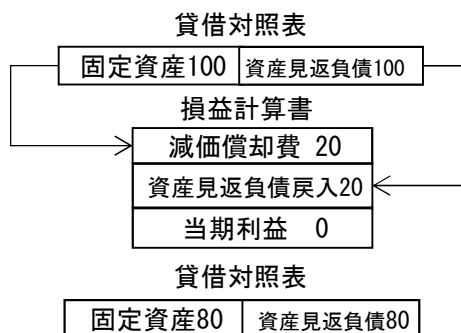 貸借対照表
固定資産100 資産見返負債100
損益計算書
減価償却費 20
資産見返負債戻入20
当期利益 0
貸借対照表
固定資産80 資産見返負債80